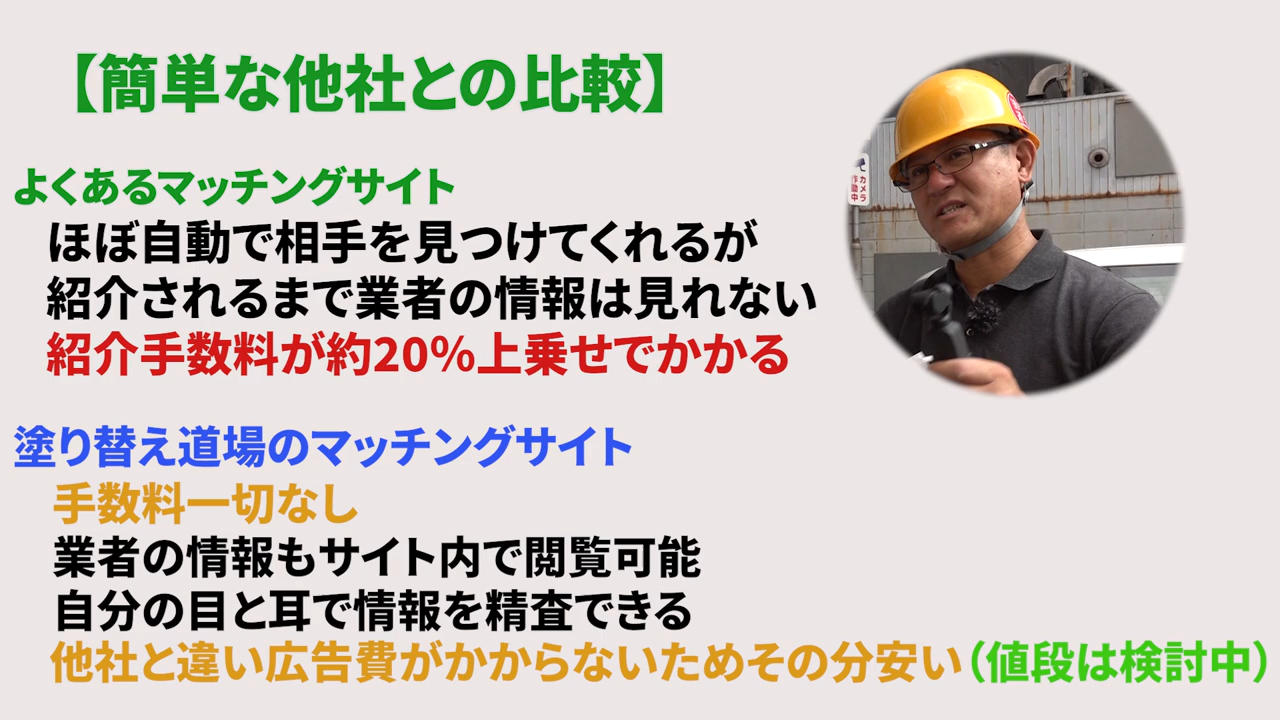 【簡単な他社との比較】
よくあるマッチングサイト
ほぼ自動で相手を見つけてくれるが
紹介されるまで業者の情報は見れない
紹介手数料が約20%上乗せでかかる
塗り替え道場のマッチングサイト
手数料一切なし
業者の情報もサイト内で閲覧可能
自分の目と耳で情報を精査できる
他社と違い広告費がかからないためその分安い（値段は検討中）
カメラ
作動中